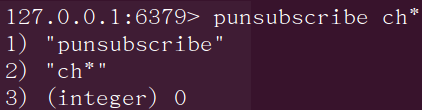 127.0.0.1:6379> punsubscribe ch*
1) "punsubscribe"
2) "ch*"
3) (integer) 0